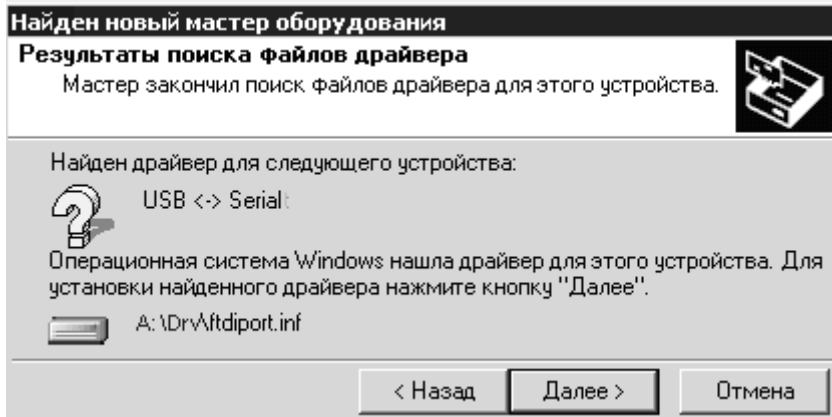 Найден новый мастер оборудования
Результаты поиска файлов драйвера
Мастер закончил поиск файлов драйвера для этого устройства.
Найден драйвер для следующего устройства:
USB <-> Serial
Операционная система Windows нашла драйвер для этого устройства. Для
установки найденного драйвера нажмите кнопку "Далее".
A:\Drv\ftdiport.inf
< Назад
Далее >
Отмена